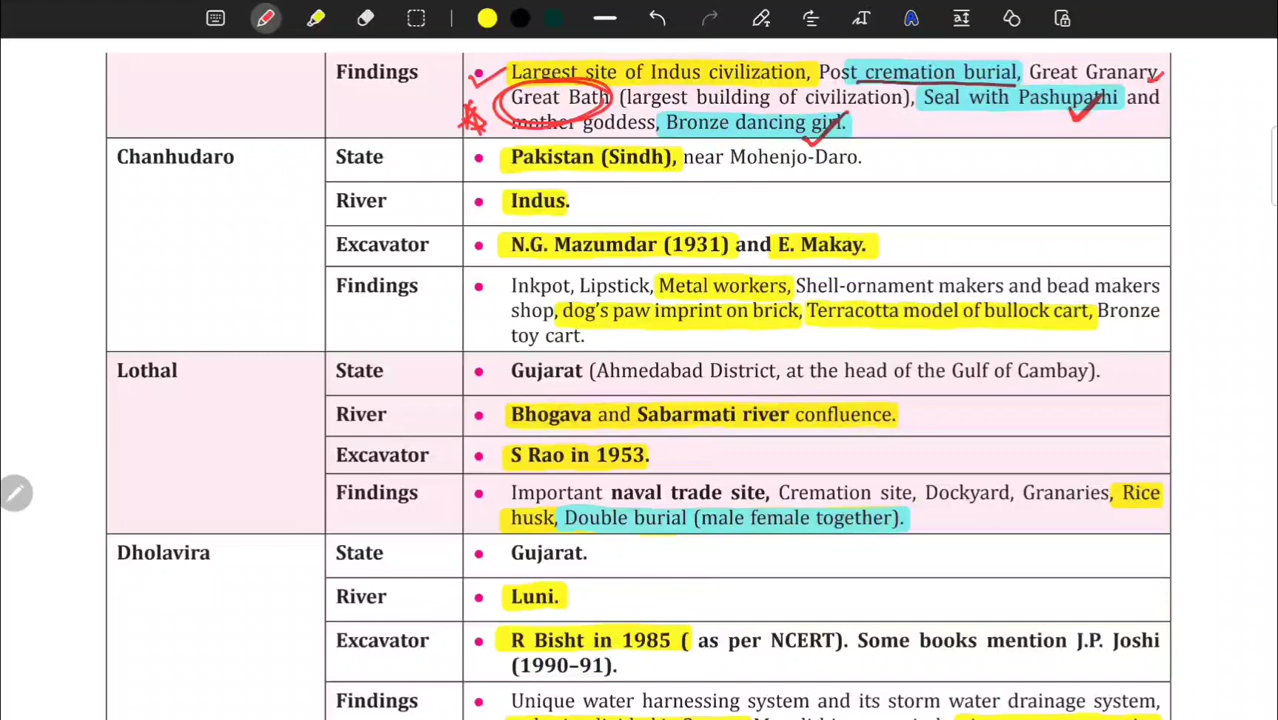 Findings
• Largest site of Indus civilization, Post cremation burial, Great Granary,
Great Bath (largest building of civilization), Seal with Pashupathi and
mother goddess, Bronze dancing girl.
Chanhudaro
State
• Pakistan (Sindh), near Mohenjo-Daro.
River
• Indus.
Excavator
• N.G. Mazumdar (1931) and E. Makay.
Findings
• Inkpot, Lipstick, Metal workers, Shell-ornament makers and bead makers
shop, dog's paw imprint on brick, Terracotta model of bullock cart, Bronze
toy cart.
Lothal
State
• Gujarat (Ahmedabad District, at the head of the Gulf of Cambay).
River
• Bhogava and Sabarmati river confluence.
Excavator
• S Rao in 1953.
Findings
• Important naval trade site, Cremation site, Dockyard, Granaries, Rice
husk, Double burial (male female together).
Dholavira
State
• Gujarat.
River
• Luni.
Excavator
• R Bisht in 1985 ( as per NCERT). Some books mention J.P. Joshi
(1990–91).
Findings
• Unique water harnessing system and its storm water drainage system,